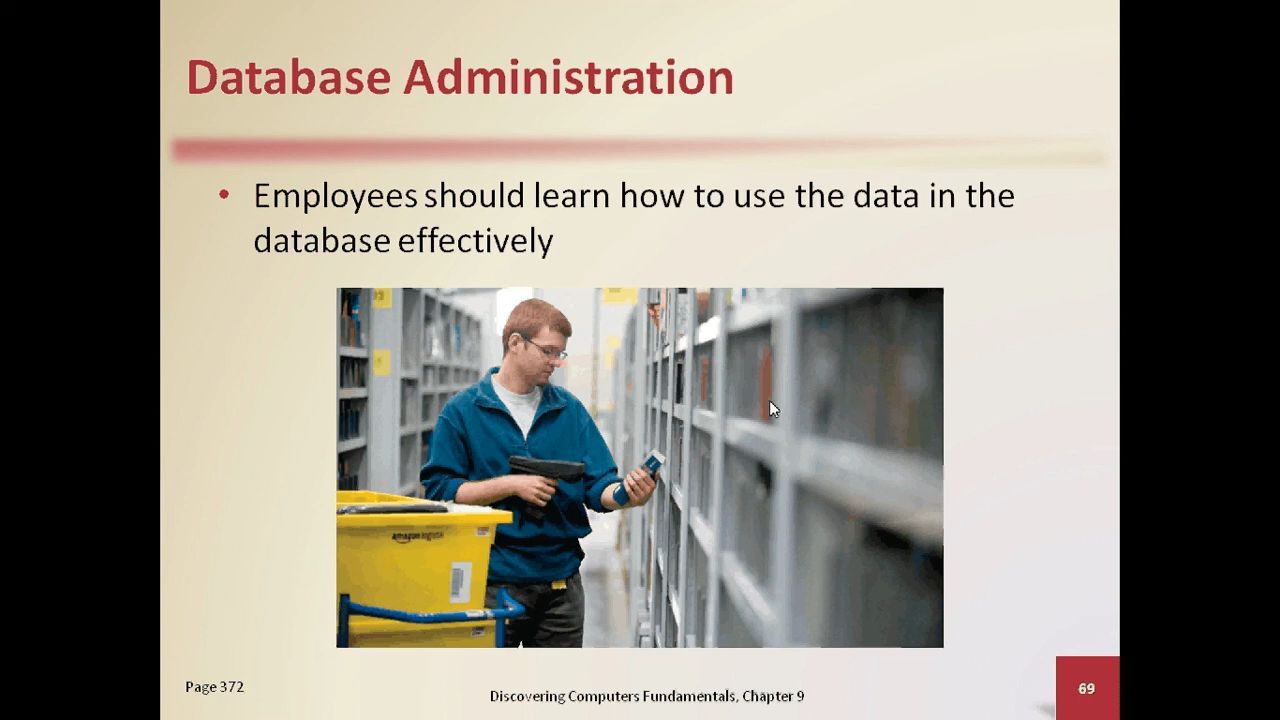 Database Administration
• Employees should learn how to use the data in the
database effectively
Page 372
Discovering Computers Fundamentals, Chapter 9
69